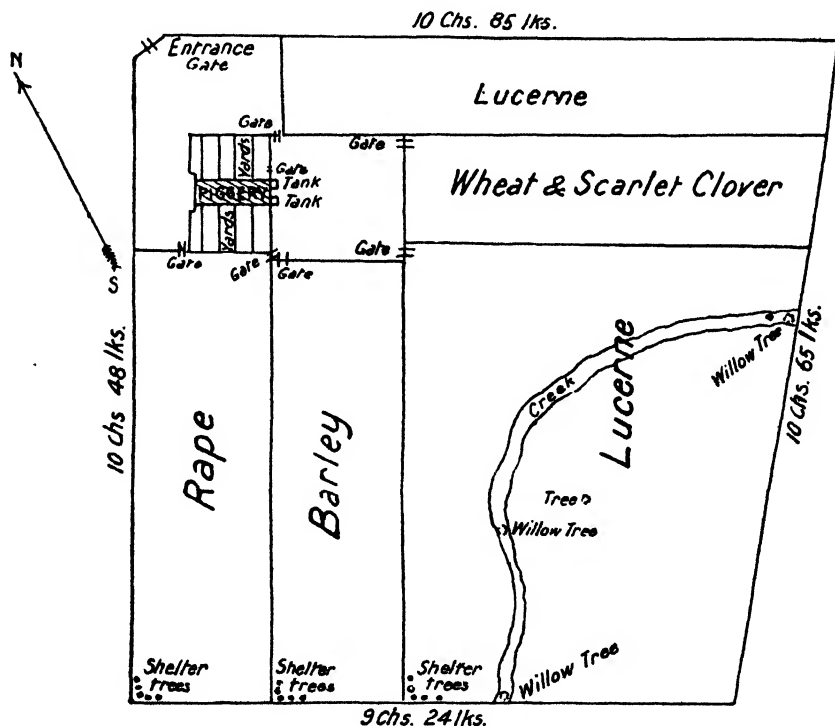 10 Chs. 85 lks.
N
Entrance
Gate
Lucerne
Gate
Gate
Yards
Gate
Wheat & Scarlet Clover
Tank
Tank
Yards
Gate
Gate
Gate
Gate
S
10 Chs 48 lks.
Willow Tree
10 Chs. 65 lks.
Creek
Lucerne
Rape
Barley
Tree
Willow Tree
Shelter
trees
Shelter
trees
Shelter
trees
Willow Tree
9 Chs. 24 lks.